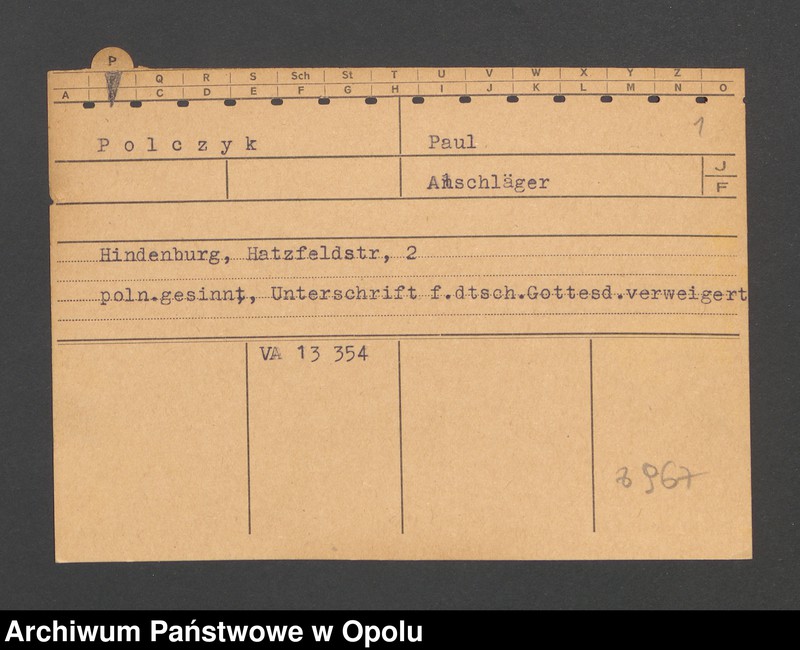 P
Q R S Sch St T U V W X Y Z
A C D E F G H I J K L M N O
Polczyk Paul 1
Anschläger J
F
Hindenburg, Hatzfeldstr, 2
poln.gesinnt, Unterschrift f.dtsch.Gottesd.verweigert
VA 13 354
967
Archiwum Państwowe w Opolu